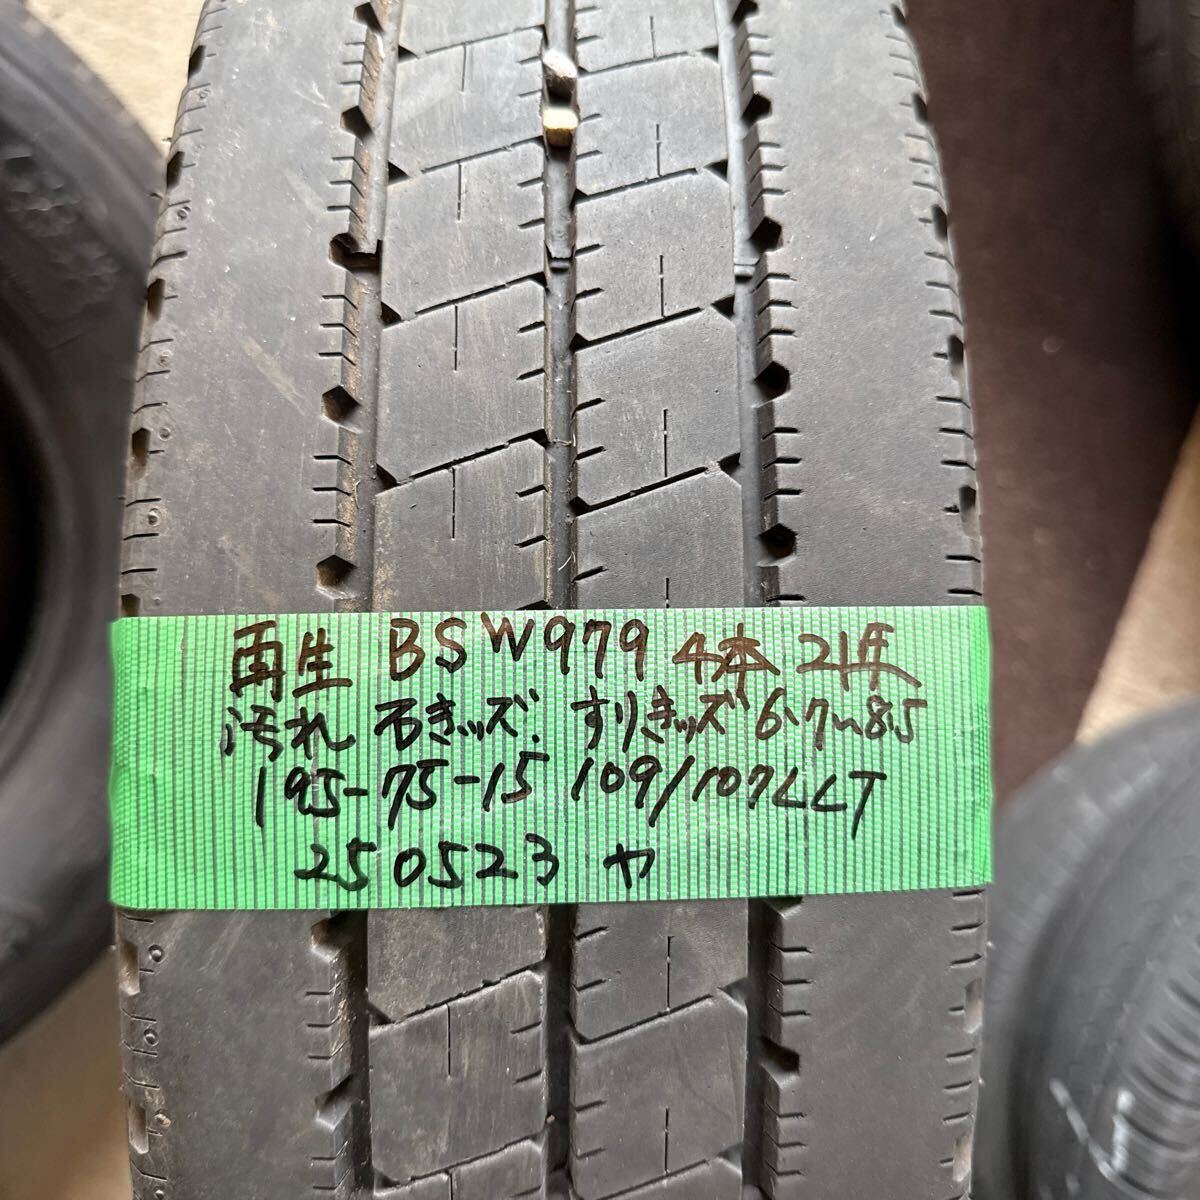 再生 BSW979 4本 21年
汚れ 石きッズ. すりきッズ 6.7〜8.5
195-75-15 109/107LLT
250523 ヤ